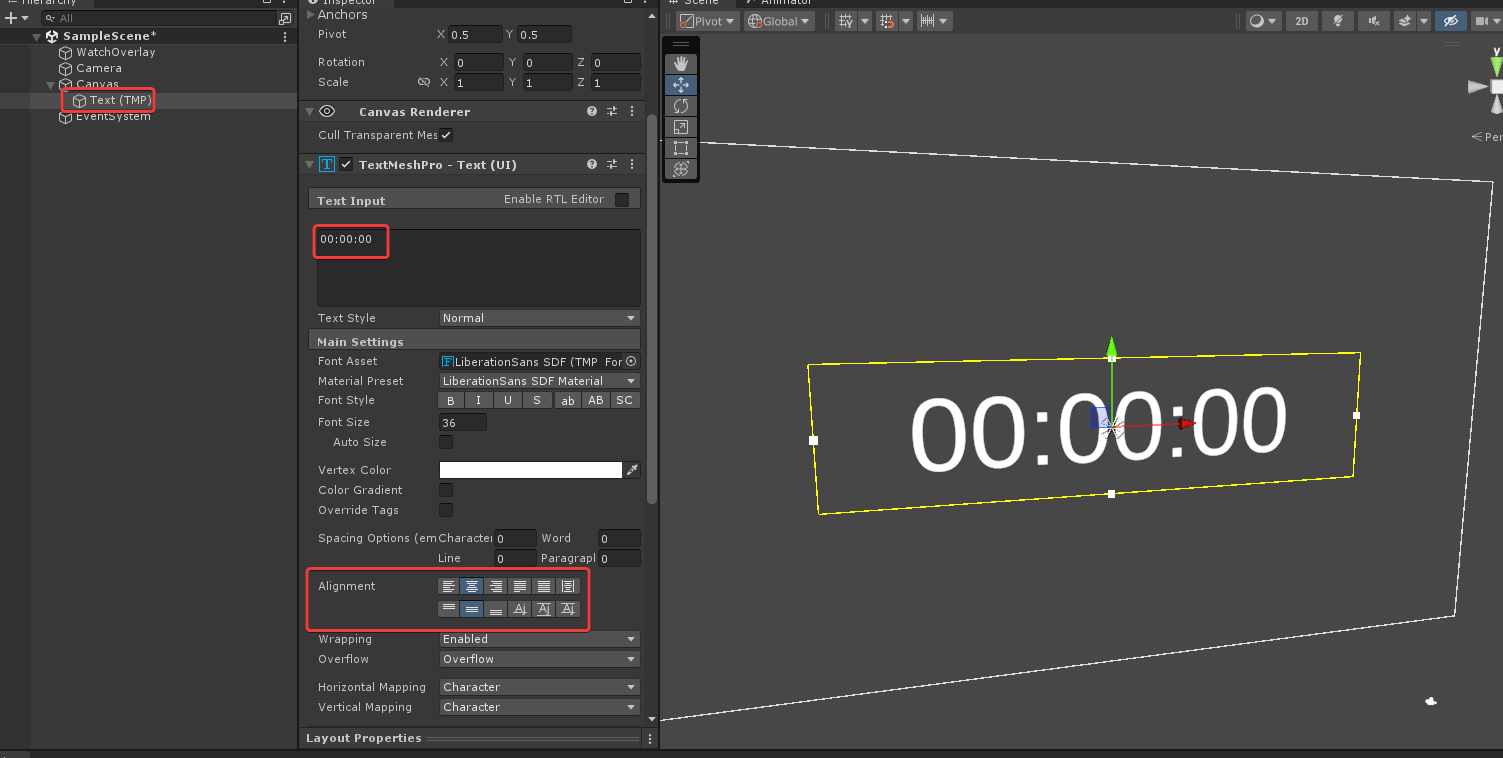 Hierarchy
All
SampleScene*
WatchOverlay
Camera
Canvas
Text (TMP)
EventSystem
Inspector
Anchors
Pivot X 0.5 Y 0.5
Rotation X 0 Y 0 Z 0
Scale X 1 Y 1 Z 1
Canvas Renderer
Cull Transparent Mes
TextMeshPro - Text (UI)
Text Input Enable RTL Editor
00:00:00
Text Style Normal
Main Settings
Font Asset LiberationSans SDF (TMP_For
Material Preset LiberationSans SDF Material
Font Style B I U S ab AB SC
Font Size 36
Auto Size
Vertex Color
Color Gradient
Override Tags
Spacing Options (em Character 0 Word 0
Line 0 Paragraph 0
Alignment
Wrapping Enabled
Overflow Overflow
Horizontal Mapping Character
Vertical Mapping Character
Layout Properties
Scene Animator
Pivot Global 2D
y
< Per
00:00:00